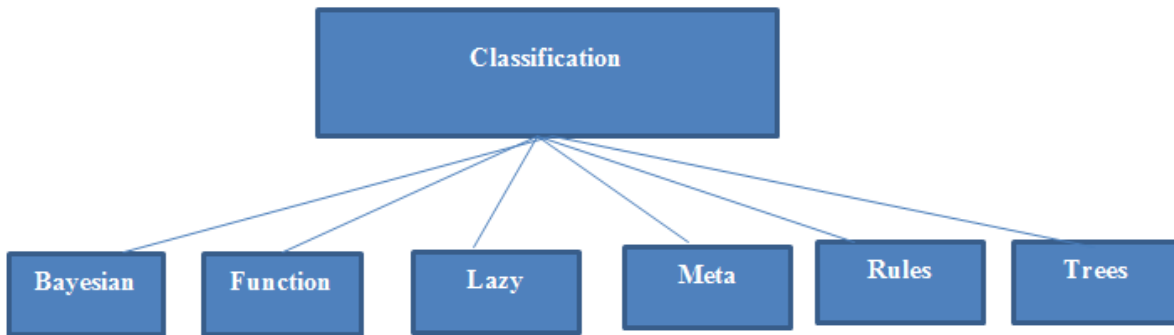 Classification
Bayesian
Function
Lazy
Meta
Rules
Trees